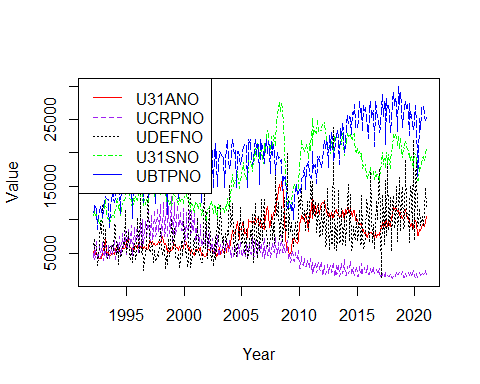 U31ANO
UCRPNO
UDEFNO
U31SNO
UBTPNO
Value
5000
15000
25000
1995 2000 2005 2010 2015 2020
Year